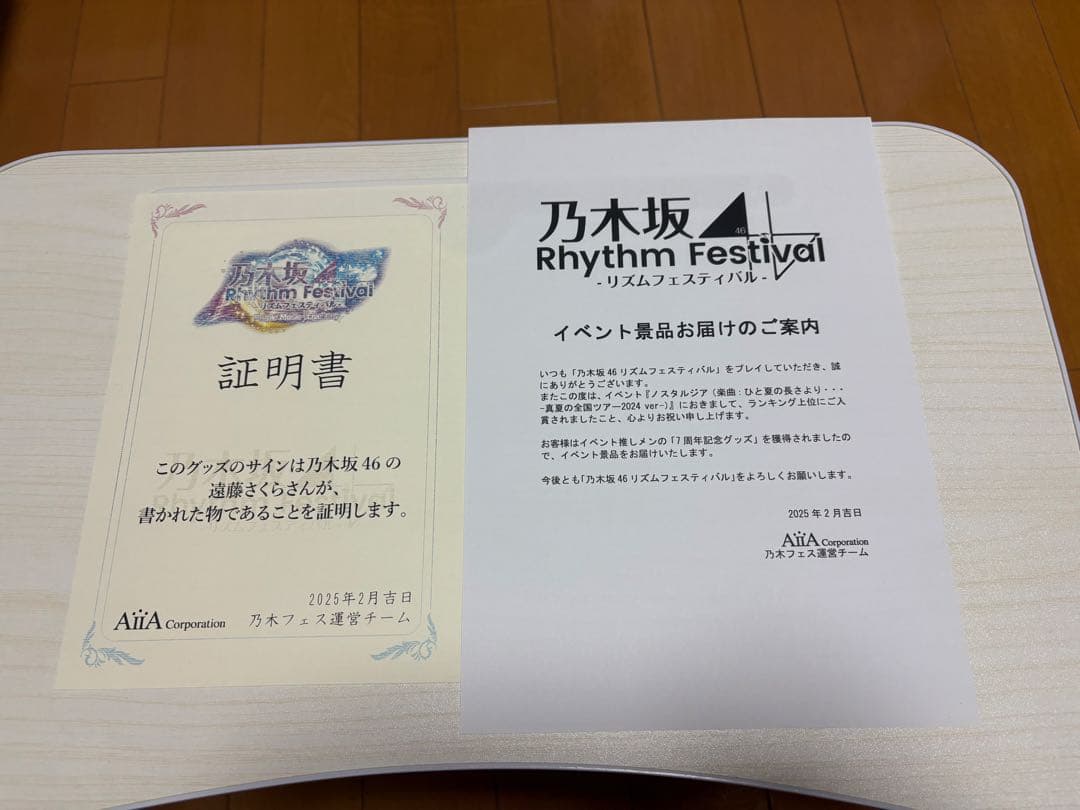 乃木坂46
Rhythm Festival
-リズムフェスティバル-
証明書
このグッズのサインは乃木坂46の
遠藤さくらさんが、
書かれた物であることを証明します。
2025年2月吉日
AiiA Corporation
乃木フェス運営チーム
乃木坂46
Rhythm Festival
-リズムフェスティバル-
イベント景品お届けのご案内
いつも「乃木坂46リズムフェスティバル」をプレイしていただき、誠
にありがとうございます。
またこの度は、イベント『ノスタルジア（楽曲：ひと夏の長さより・・・
-真夏の全国ツアー2024 ver-)』におきまして、ランキング上位にご入
賞されましたこと、心よりお祝い申し上げます。
お客様はイベント推しメンの「7周年記念グッズ」を獲得されましたの
で、イベント景品をお届けいたします。
今後とも「乃木坂46リズムフェスティバル」をよろしくお願いします。
2025年2月吉日
AiiA Corporation
乃木フェス運営チーム